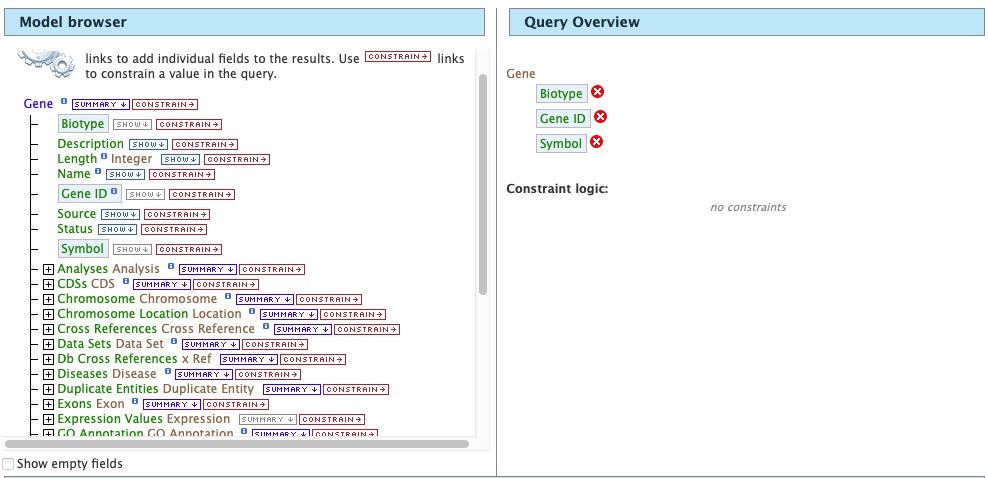 Model browser
links to add individual fields to the results. Use CONSTRAIN→ links
to constrain a value in the query.
Gene i SUMMARY ↓ CONSTRAIN→
Biotype SHOW↓ CONSTRAIN→
Description SHOW↓ CONSTRAIN→
Length i Integer SHOW↓ CONSTRAIN→
Name i SHOW↓ CONSTRAIN→
Gene ID i SHOW↓ CONSTRAIN→
Source SHOW↓ CONSTRAIN→
Status SHOW↓ CONSTRAIN→
Symbol SHOW↓ CONSTRAIN→
Analyses Analysis i SUMMARY ↓ CONSTRAIN→
CDSs CDS i SUMMARY ↓ CONSTRAIN→
Chromosome Chromosome i SUMMARY ↓ CONSTRAIN→
Chromosome Location Location i SUMMARY ↓ CONSTRAIN→
Cross References Cross Reference i SUMMARY ↓ CONSTRAIN→
Data Sets Data Set i SUMMARY ↓ CONSTRAIN→
Db Cross References x Ref SUMMARY ↓ CONSTRAIN→
Diseases Disease i SUMMARY ↓ CONSTRAIN→
Duplicate Entities Duplicate Entity SUMMARY ↓ CONSTRAIN→
Exons Exon i SUMMARY ↓ CONSTRAIN→
Expression Values Expression SUMMARY ↓ CONSTRAIN→
GO Annotation GO Annotation i SUMMARY ↓ CONSTRAIN→
Show empty fields
Query Overview
Gene
Biotype
Gene ID
Symbol
Constraint logic:
no constraints